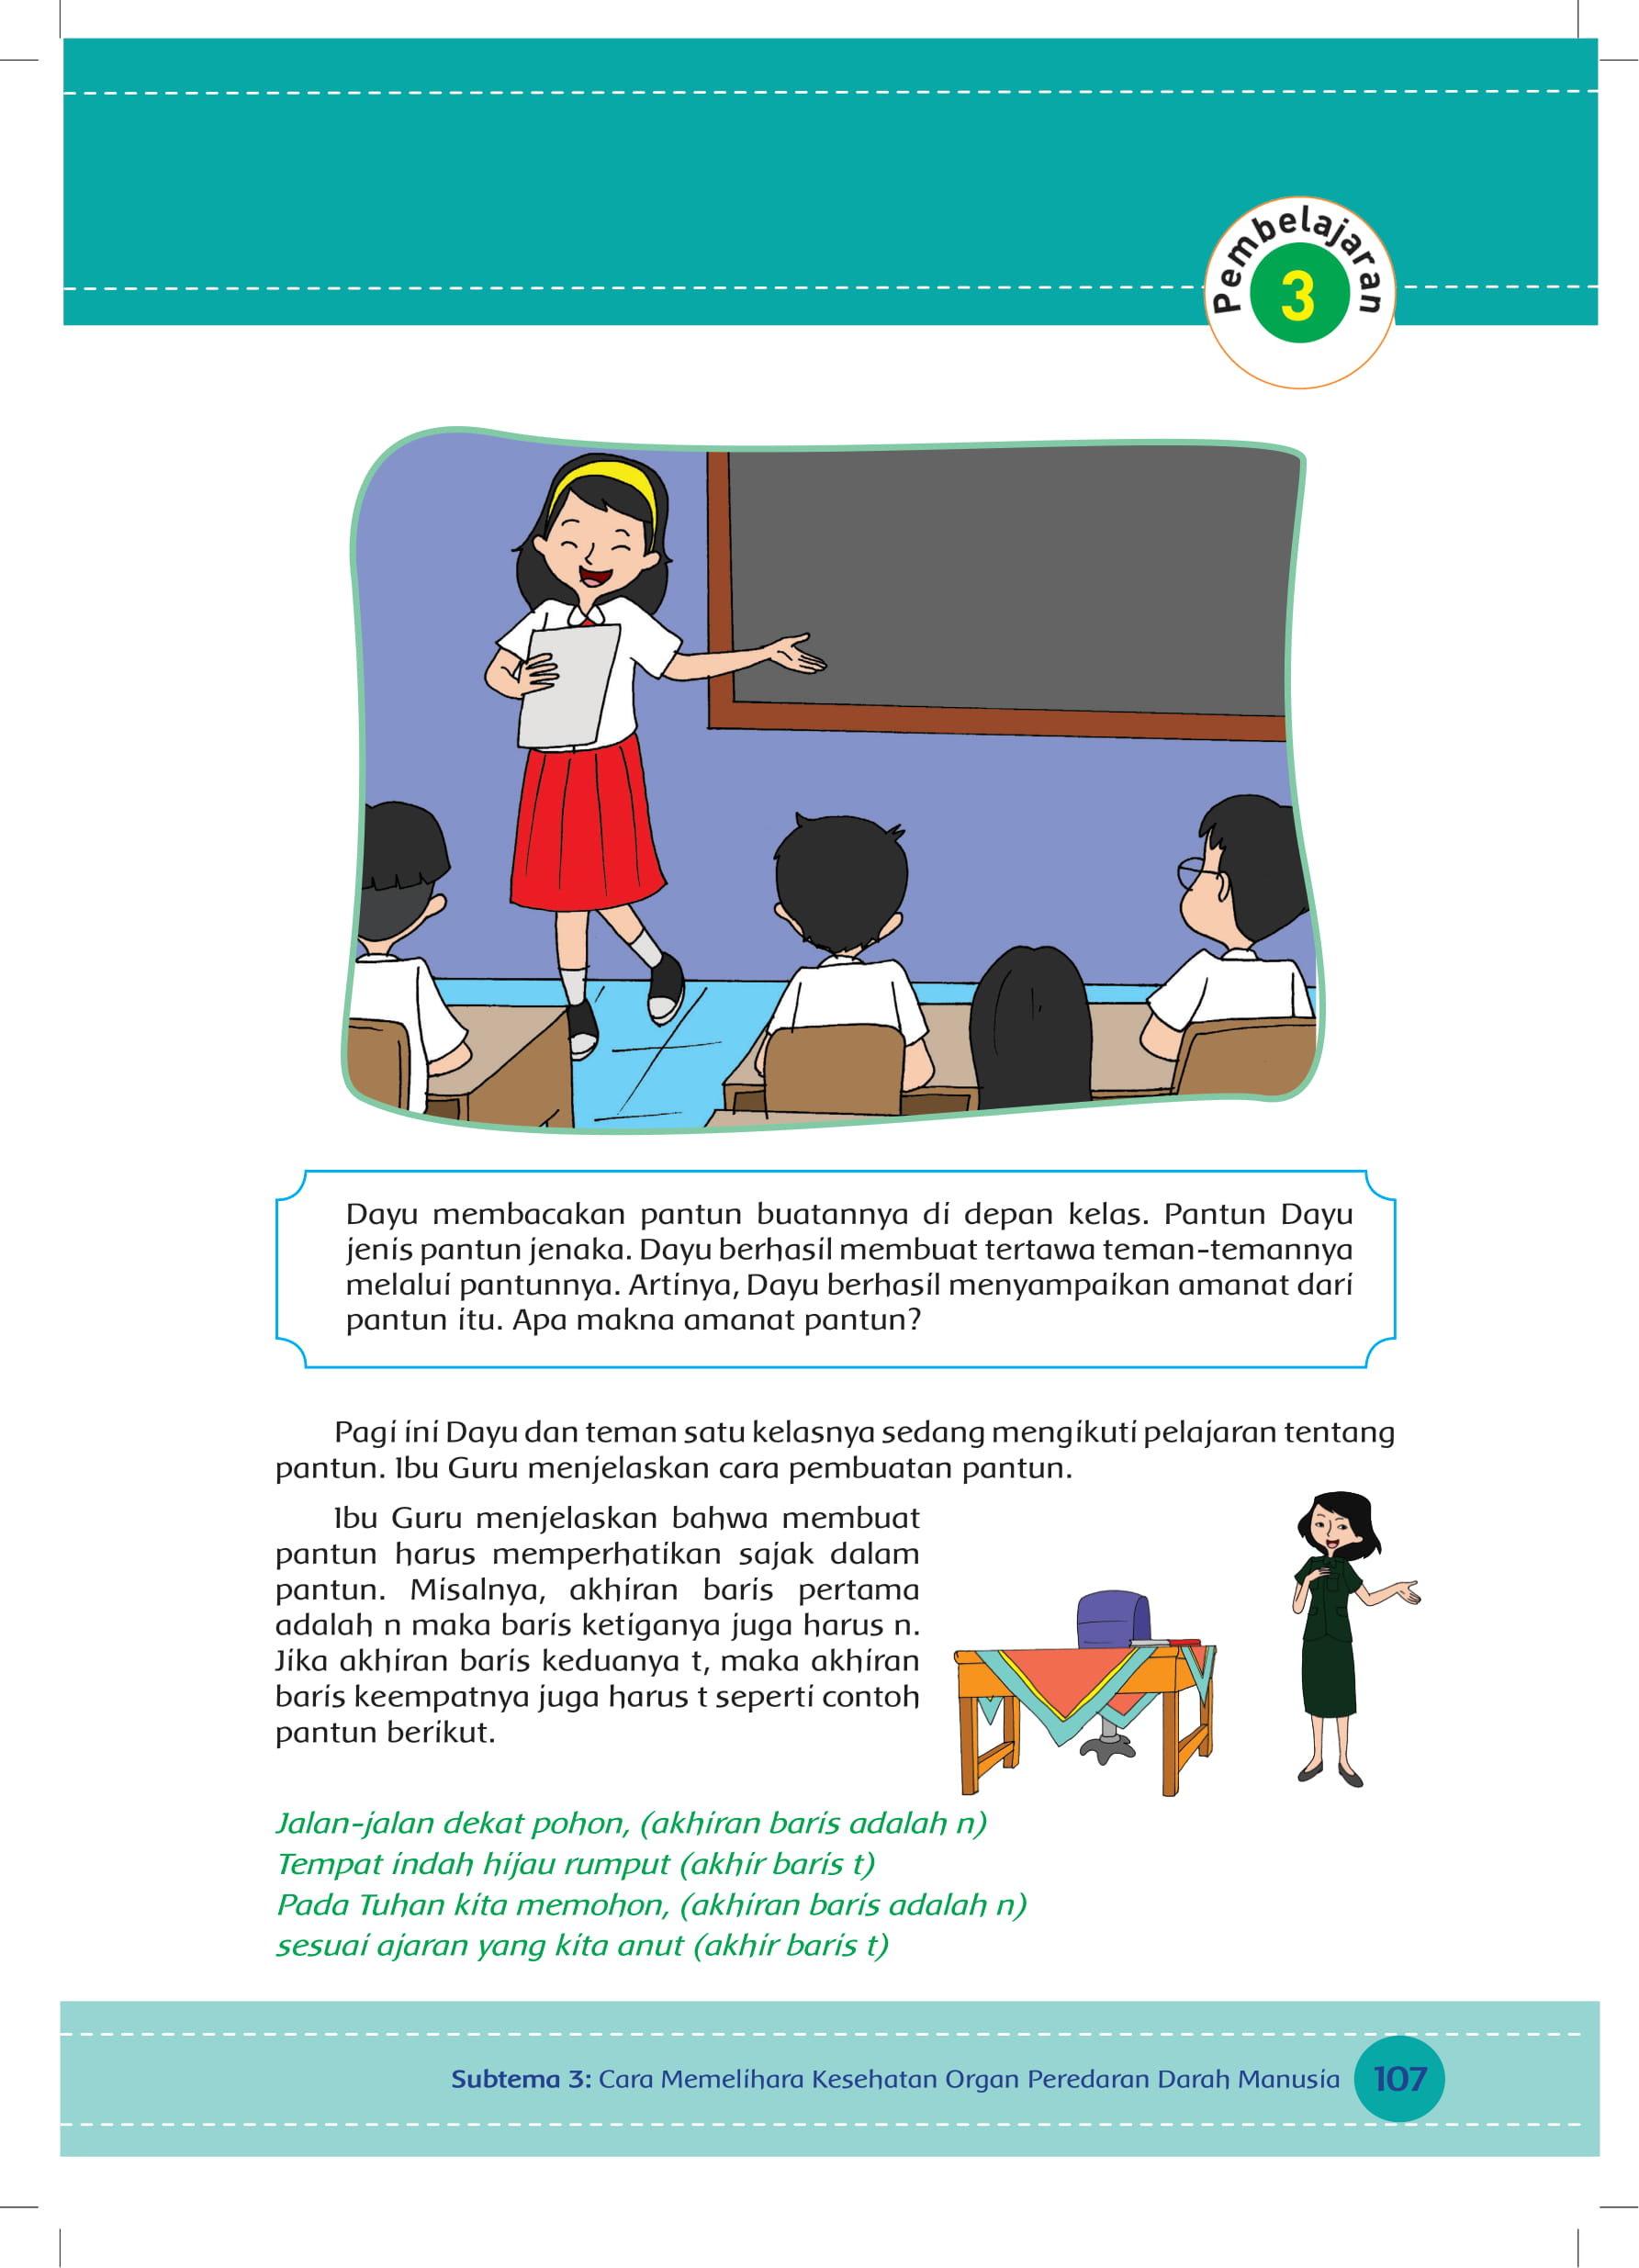 Pembelajaran
3
Dayu membacakan pantun buatannya di depan kelas. Pantun Dayu
jenis pantun jenaka. Dayu berhasil membuat tertawa teman-temannya
melalui pantunnya. Artinya, Dayu berhasil menyampaikan amanat dari
pantun itu. Apa makna amanat pantun?
Pagi ini Dayu dan teman satu kelasnya sedang mengikuti pelajaran tentang
pantun. Ibu Guru menjelaskan cara pembuatan pantun.
Ibu Guru menjelaskan bahwa membuat
pantun harus memperhatikan sajak dalam
pantun. Misalnya, akhiran baris pertama
adalah n maka baris ketiganya juga harus n.
Jika akhiran baris keduanya t, maka akhiran
baris keempatnya juga harus t seperti contoh
pantun berikut.
Jalan-jalan dekat pohon, (akhiran baris adalah n)
Tempat indah hijau rumput (akhir baris t)
Pada Tuhan kita memohon, (akhiran baris adalah n)
sesuai ajaran yang kita anut (akhir baris t)
Subtema 3: Cara Memelihara Kesehatan Organ Peredaran Darah Manusia
107